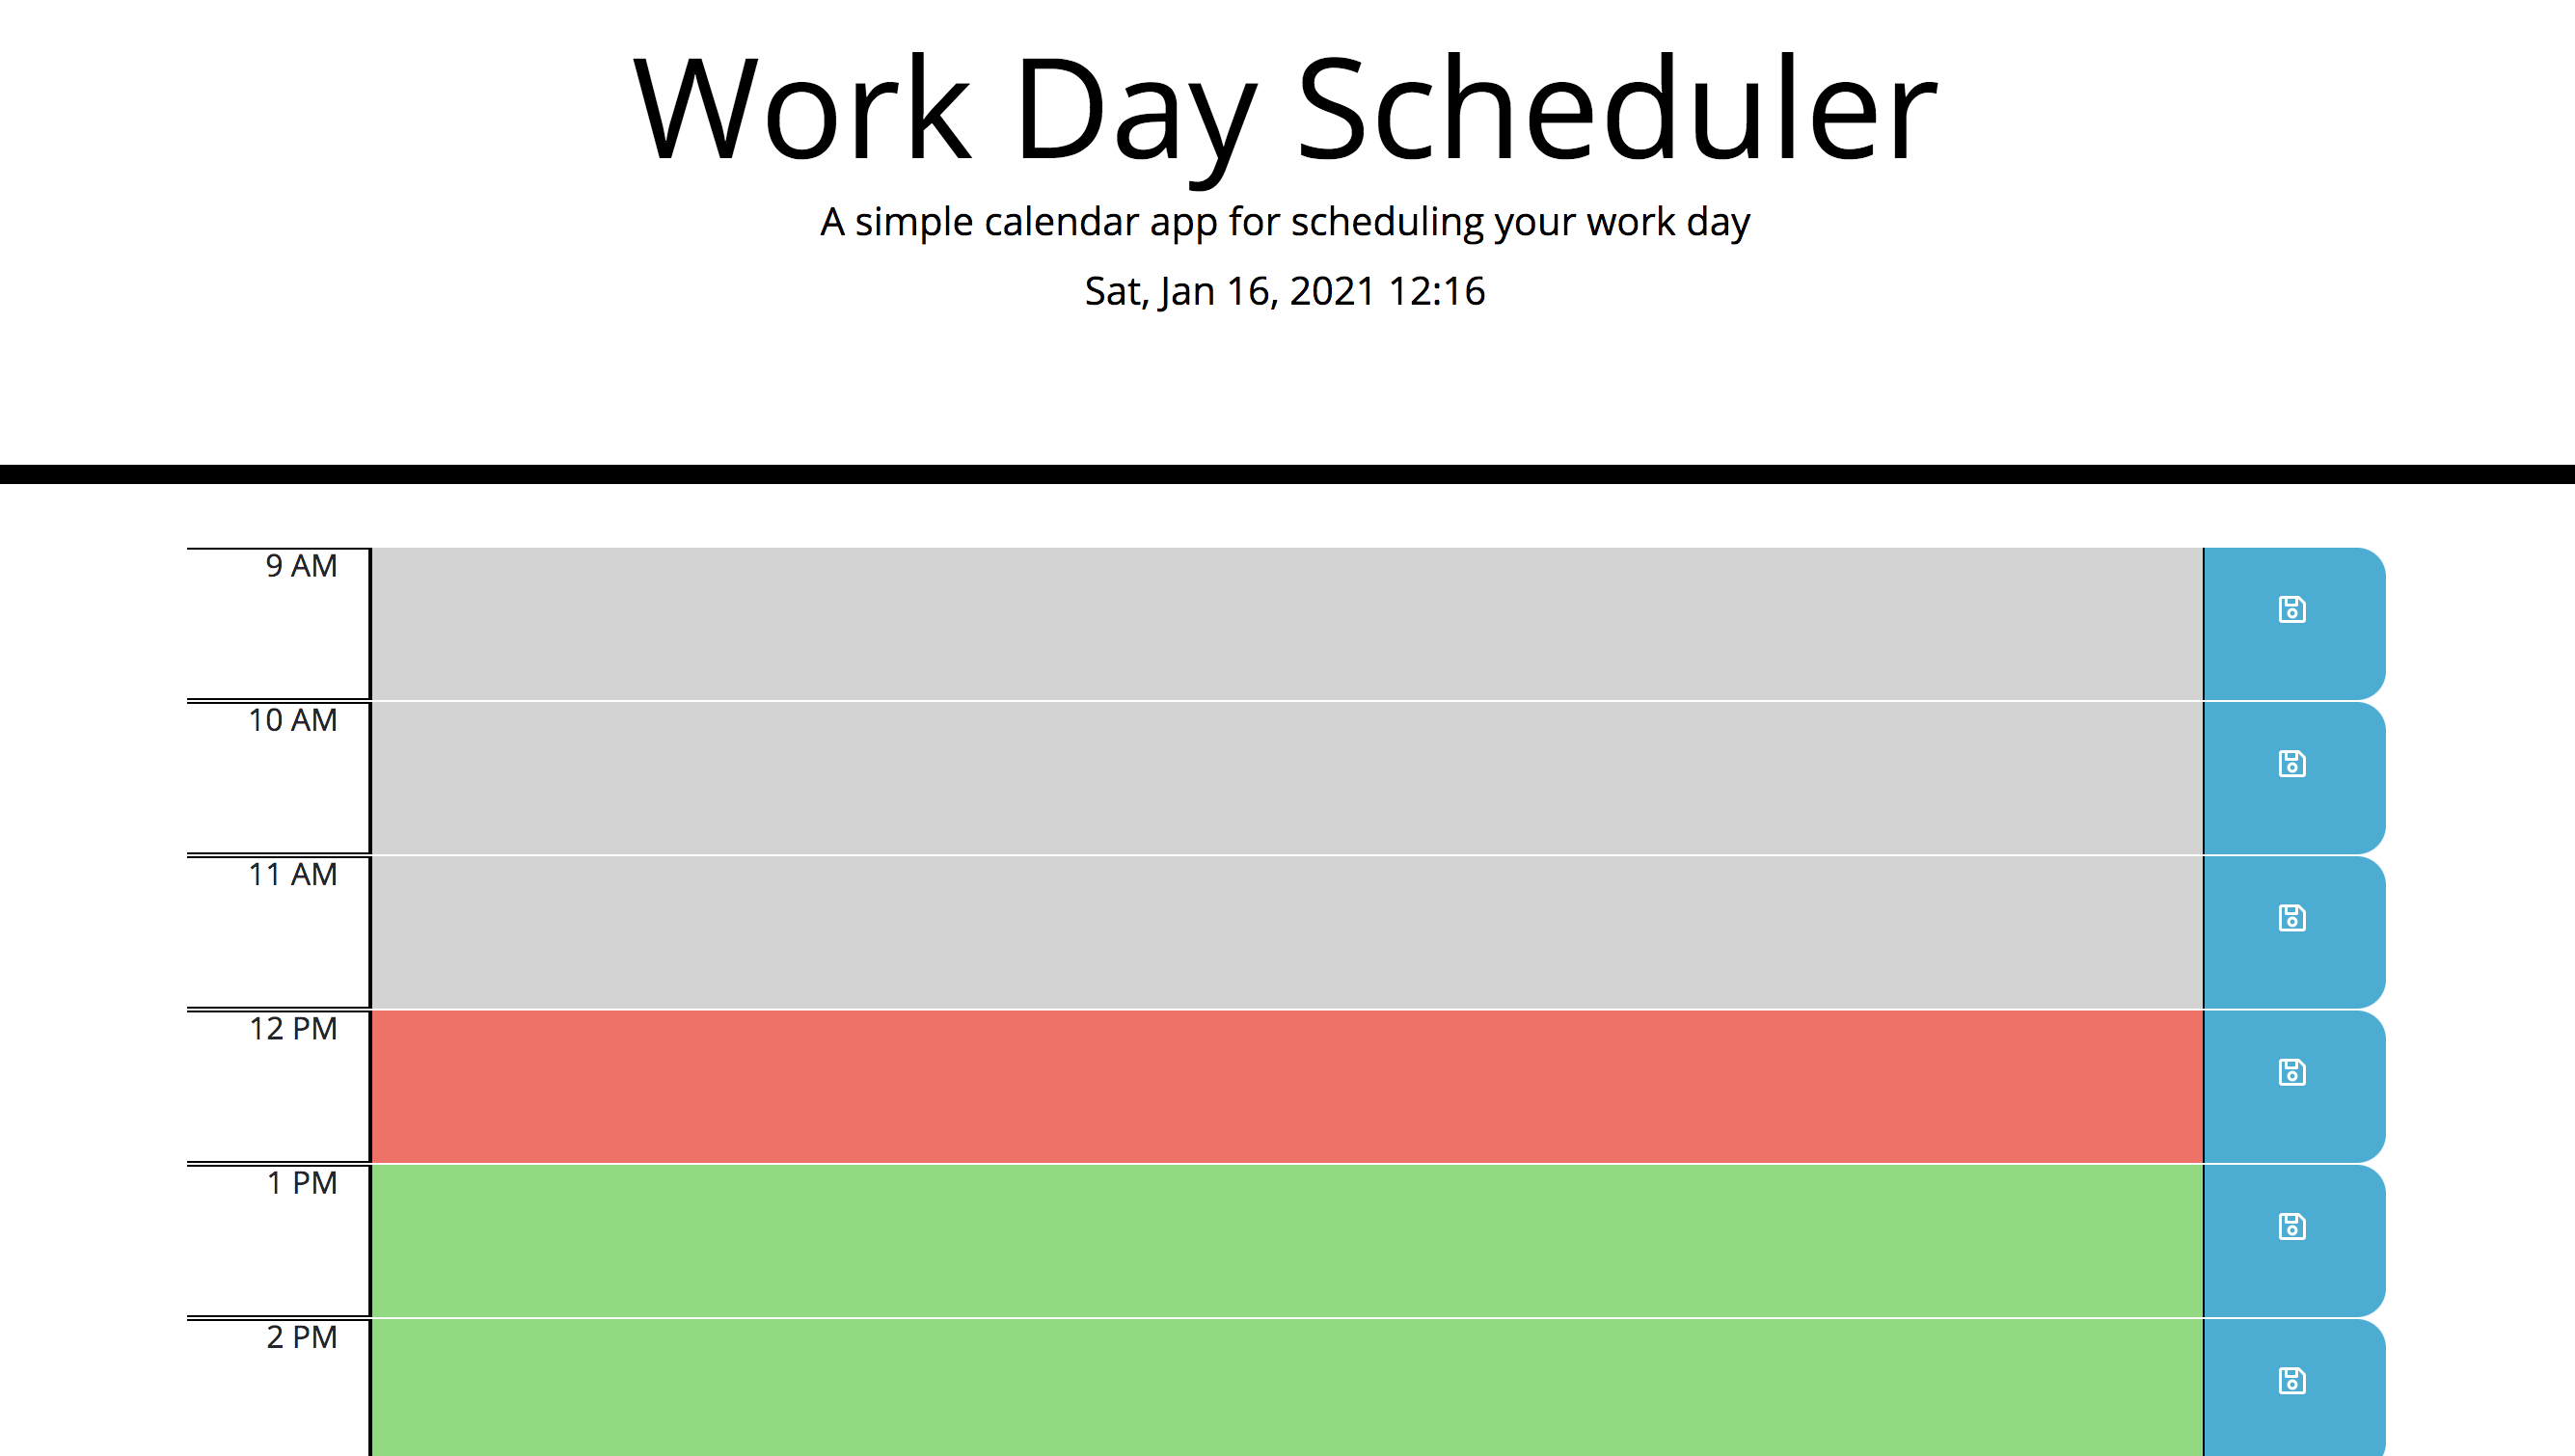 Work Day Scheduler
A simple calendar app for scheduling your work day
Sat, Jan 16, 2021 12:16
9 AM
10 AM
11 AM
12 PM
1 PM
2 PM